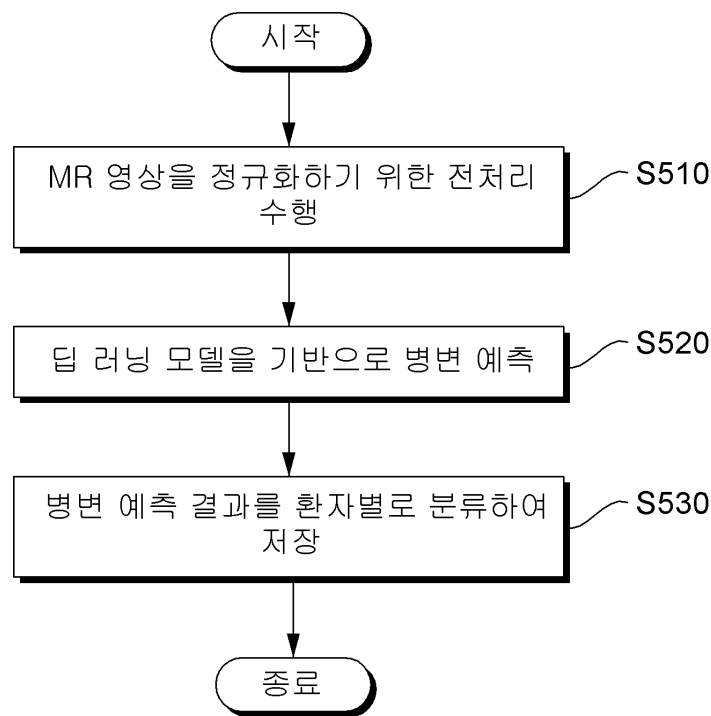 시작
MR 영상을 정규화하기 위한 전처리
수행
S510
딥 러닝 모델을 기반으로 병변 예측
S520
병변 예측 결과를 환자별로 분류하여
저장
S530
종료